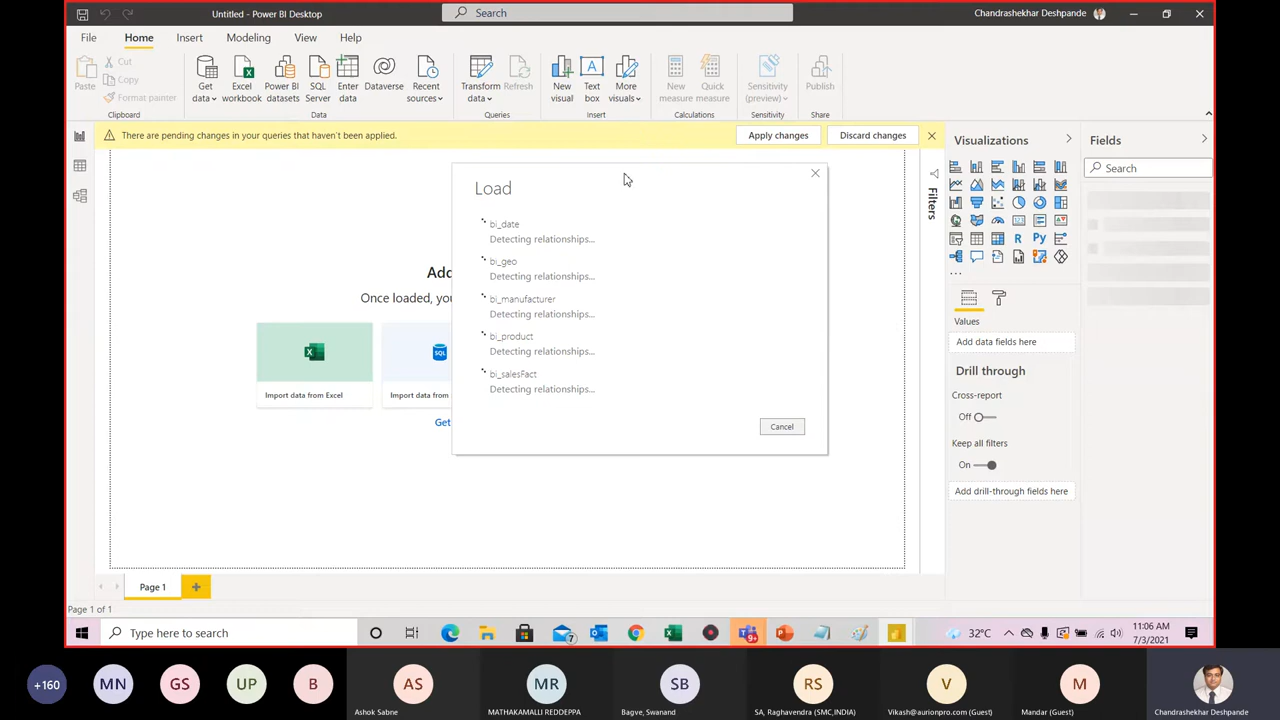 Untitled - Power BI Desktop
Search
Chandrashekhar Deshpande
File
Home
Insert
Modeling
View
Help
Paste
Cut
Copy
Format painter
Clipboard
Get data
Excel workbook
Power BI datasets
SQL Server
Enter data
Dataverse
Recent sources
Data
Transform data
Refresh
Queries
New visual
Text box
More visuals
Insert
New measure
Quick measure
Calculations
Sensitivity (preview)
Sensitivity
Publish
Share
There are pending changes in your queries that haven't been applied.
Apply changes
Discard changes
Load
bi_date
Detecting relationships...
bi_geo
Detecting relationships...
bi_manufacturer
Detecting relationships...
bi_product
Detecting relationships...
bi_salesFact
Detecting relationships...
Cancel
Add
Once loaded, you
Import data from Excel
SQL
Import data from
Get
Filters
Visualizations
R
Py
...
Values
Add data fields here
Drill through
Cross-report
Off
Keep all filters
On
Add drill-through fields here
Fields
Search
Page 1
Page 1 of 1
Type here to search
7
9+
32°C
11:06 AM
7/3/2021
+160
MN
GS
UP
B
AS
Ashok Sabne
MR
MATHAKAMALLI REDDEPPA
SB
Bagve, Swanand
RS
SA, Raghavendra (SMC,INDIA)
V
Vikash@aurionpro.com (Guest)
M
Mandar (Guest)
Chandrashekhar Deshpande